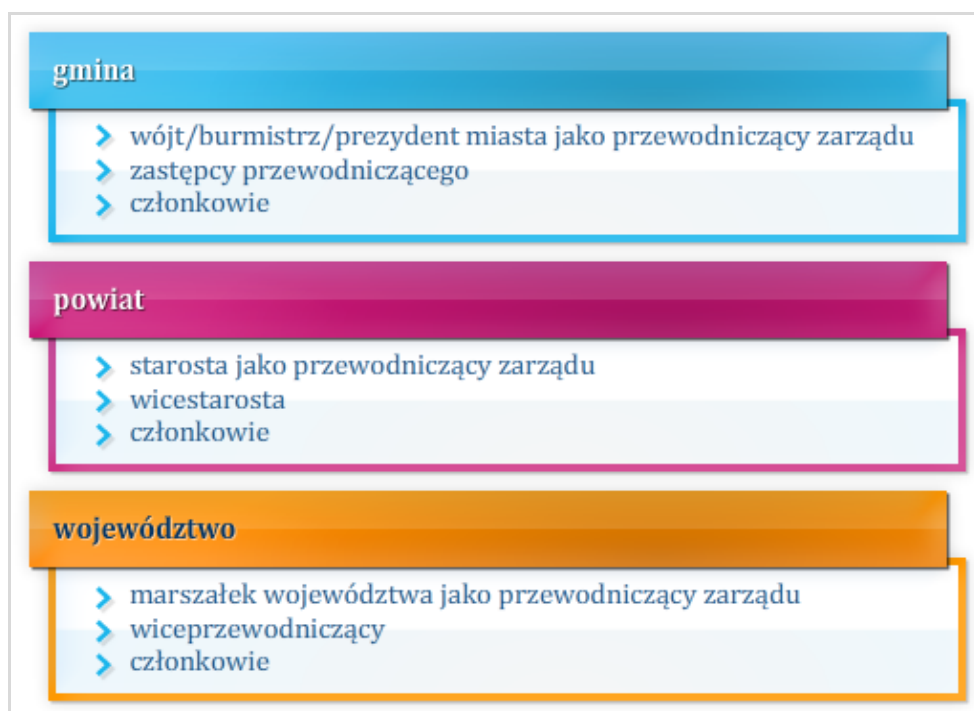 gmina
wójt/burmistrz/prezydent miasta jako przewodniczący zarządu
zastępcy przewodniczącego
członkowie
powiat
starosta jako przewodniczący zarządu
wicestarosta
członkowie
województwo
marszałek województwa jako przewodniczący zarządu
wiceprzewodniczący
członkowie